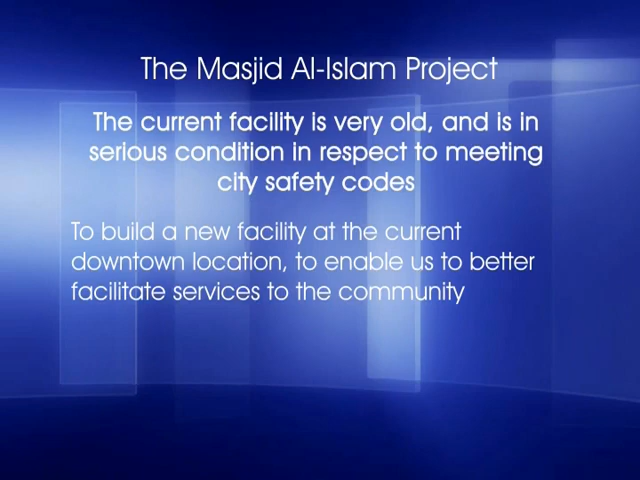 The Masjid Al-Islam Project
The current facility is very old, and is in
serious condition in respect to meeting
city safety codes
To build a new facility at the current
downtown location, to enable us to better
facilitate services to the community